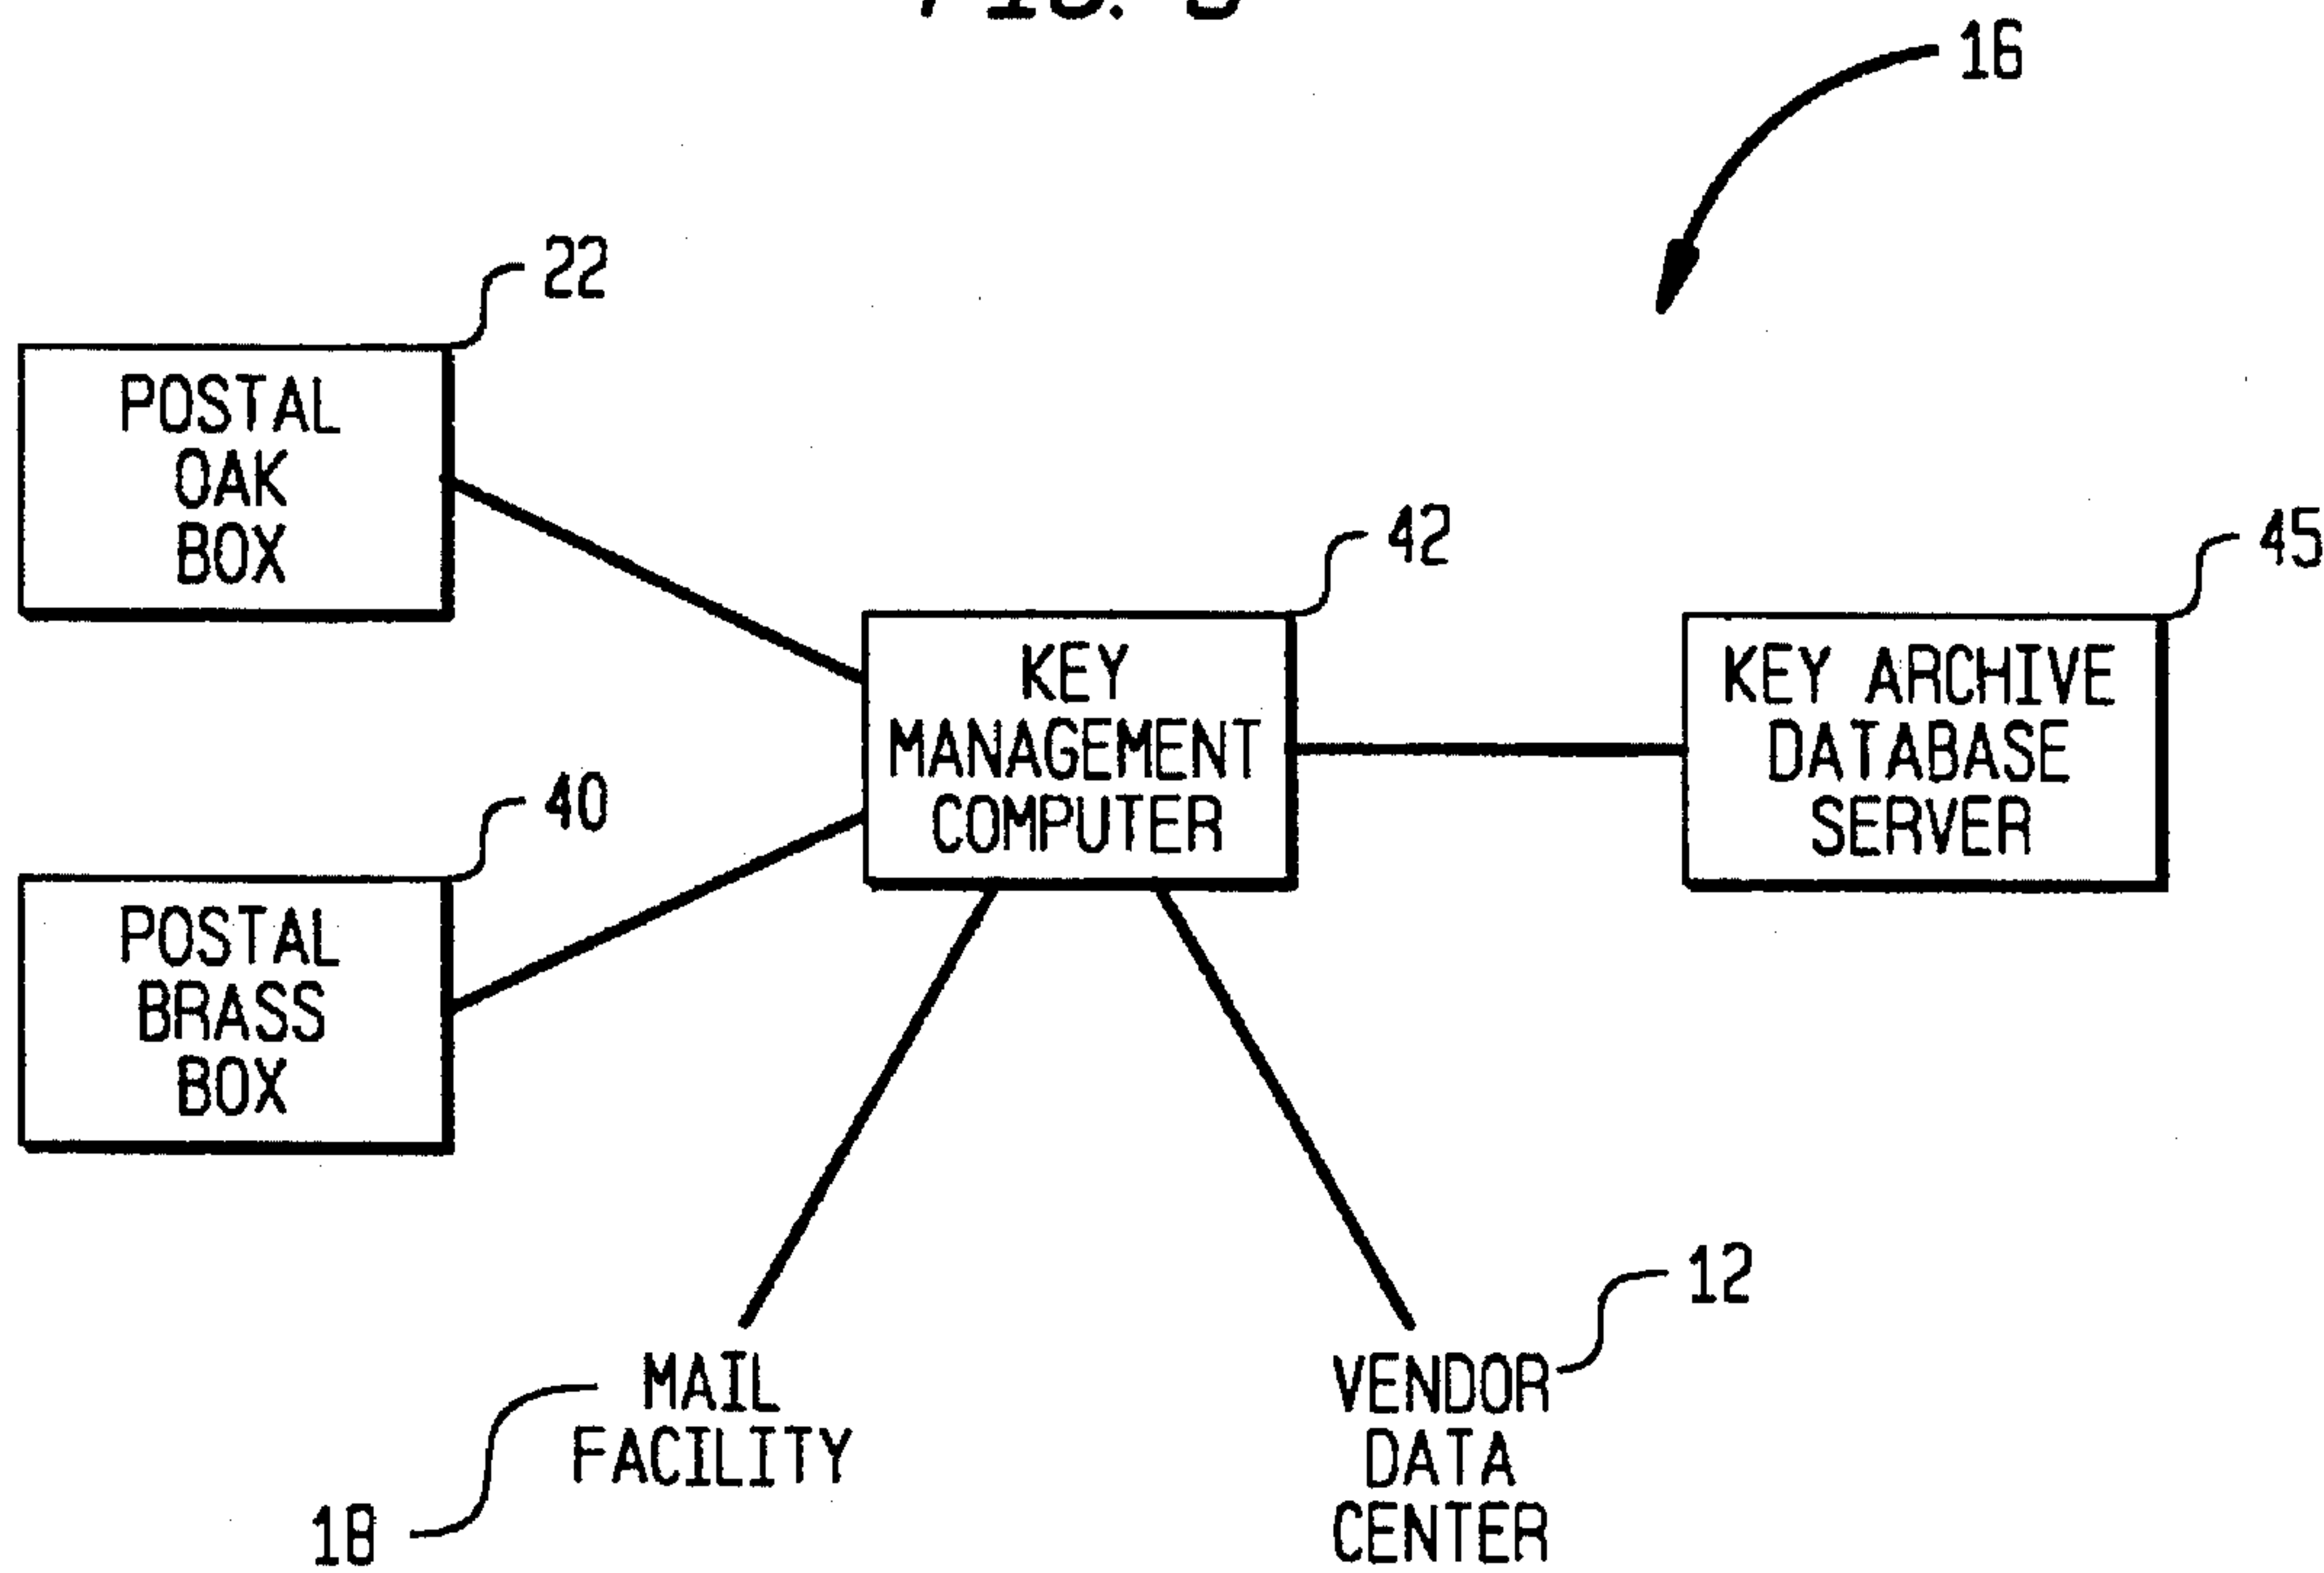 16
22
POSTAL
OAK
BOX
42
45
KEY
MANAGEMENT
COMPUTER
KEY ARCHIVE
DATABASE
SERVER
40
POSTAL
BRASS
BOX
12
MAIL
FACILITY
18
VENDOR
DATA
CENTER